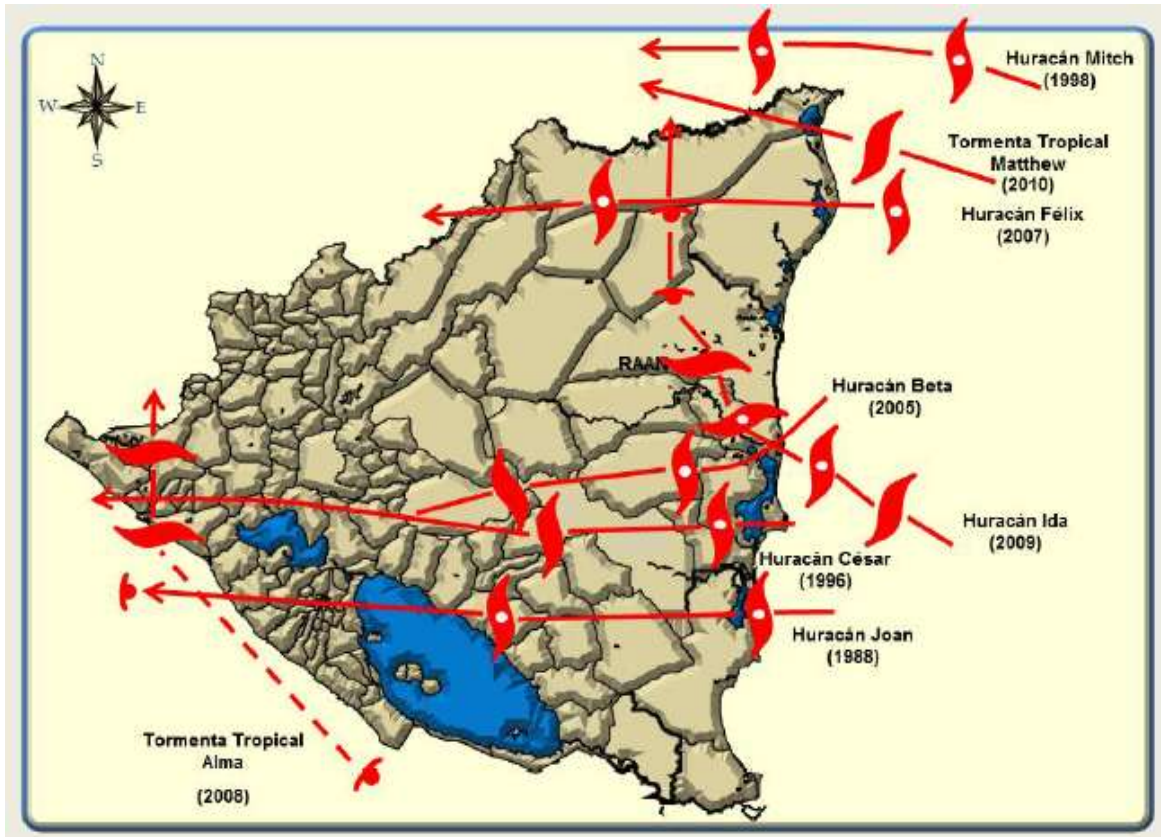 N
W E
S
Huracán Mitch
(1998)
Tormenta Tropical
Matthew
(2010)
Huracán Félix
(2007)
RAAN
Huracán Beta
(2005)
Huracán Ida
(2009)
Huracán César
(1996)
Huracán Joan
(1988)
Tormenta Tropical
Alma
(2008)